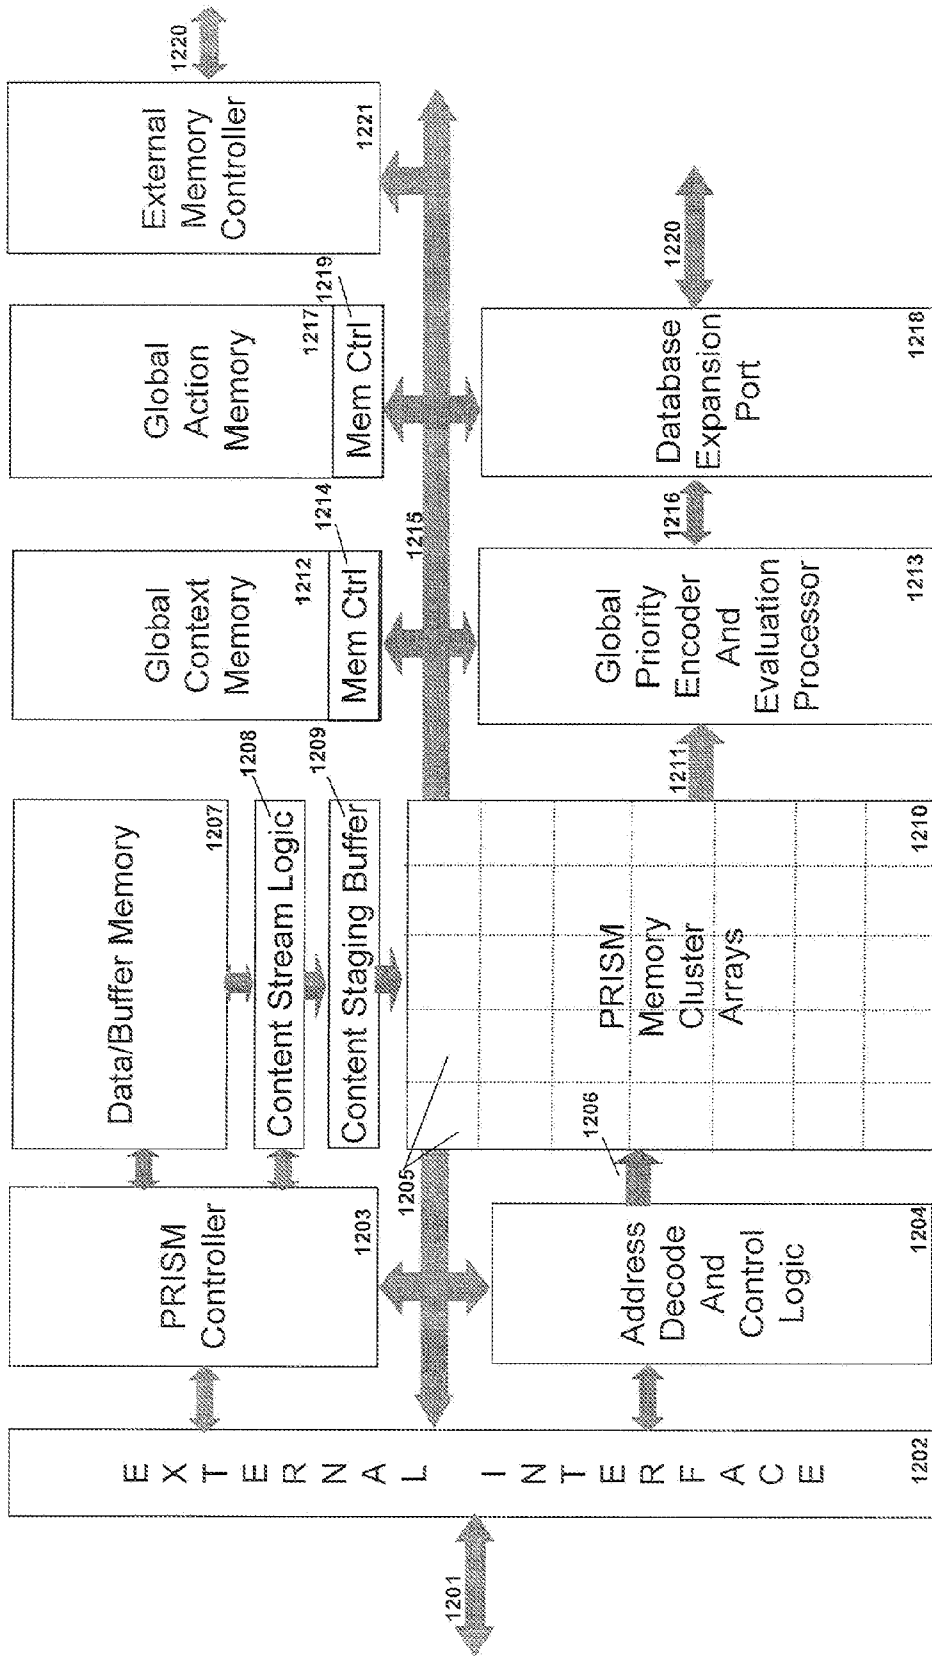 1201
E X T E R N A L I N T E R F A C E
1202
PRISM
Controller
1203
Address
Decode
And
Control
Logic
1204
1205
1206
Data/Buffer Memory
1207
Content Stream Logic
1208
Content Staging Buffer
1209
PRISM
Memory
Cluster
Arrays
1210
1211
Global
Context
Memory
1212
Mem Ctrl
1214
1215
Global
Priority
Encoder
And
Evaluation
Processor
1213
1216
Global
Action
Memory
1217
Mem Ctrl
1219
Database
Expansion
Port
1218
1220
External
Memory
Controller
1221
1220